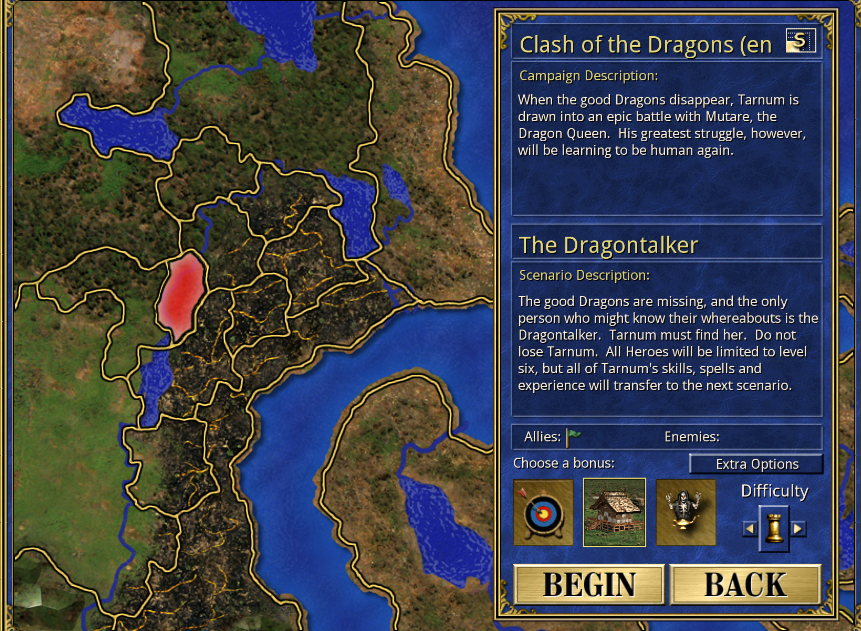 Clash of the Dragons (en
S
Campaign Description:
When the good Dragons disappear, Tarnum is
drawn into an epic battle with Mutare, the
Dragon Queen. His greatest struggle, however,
will be learning to be human again.
The Dragontalker
Scenario Description:
The good Dragons are missing, and the only
person who might know their whereabouts is the
Dragontalker. Tarnum must find her. Do not
lose Tarnum. All Heroes will be limited to level
six, but all of Tarnum's skills, spells and
experience will transfer to the next scenario.
Allies: Enemies:
Choose a bonus:
Extra Options
Difficulty
BEGIN BACK